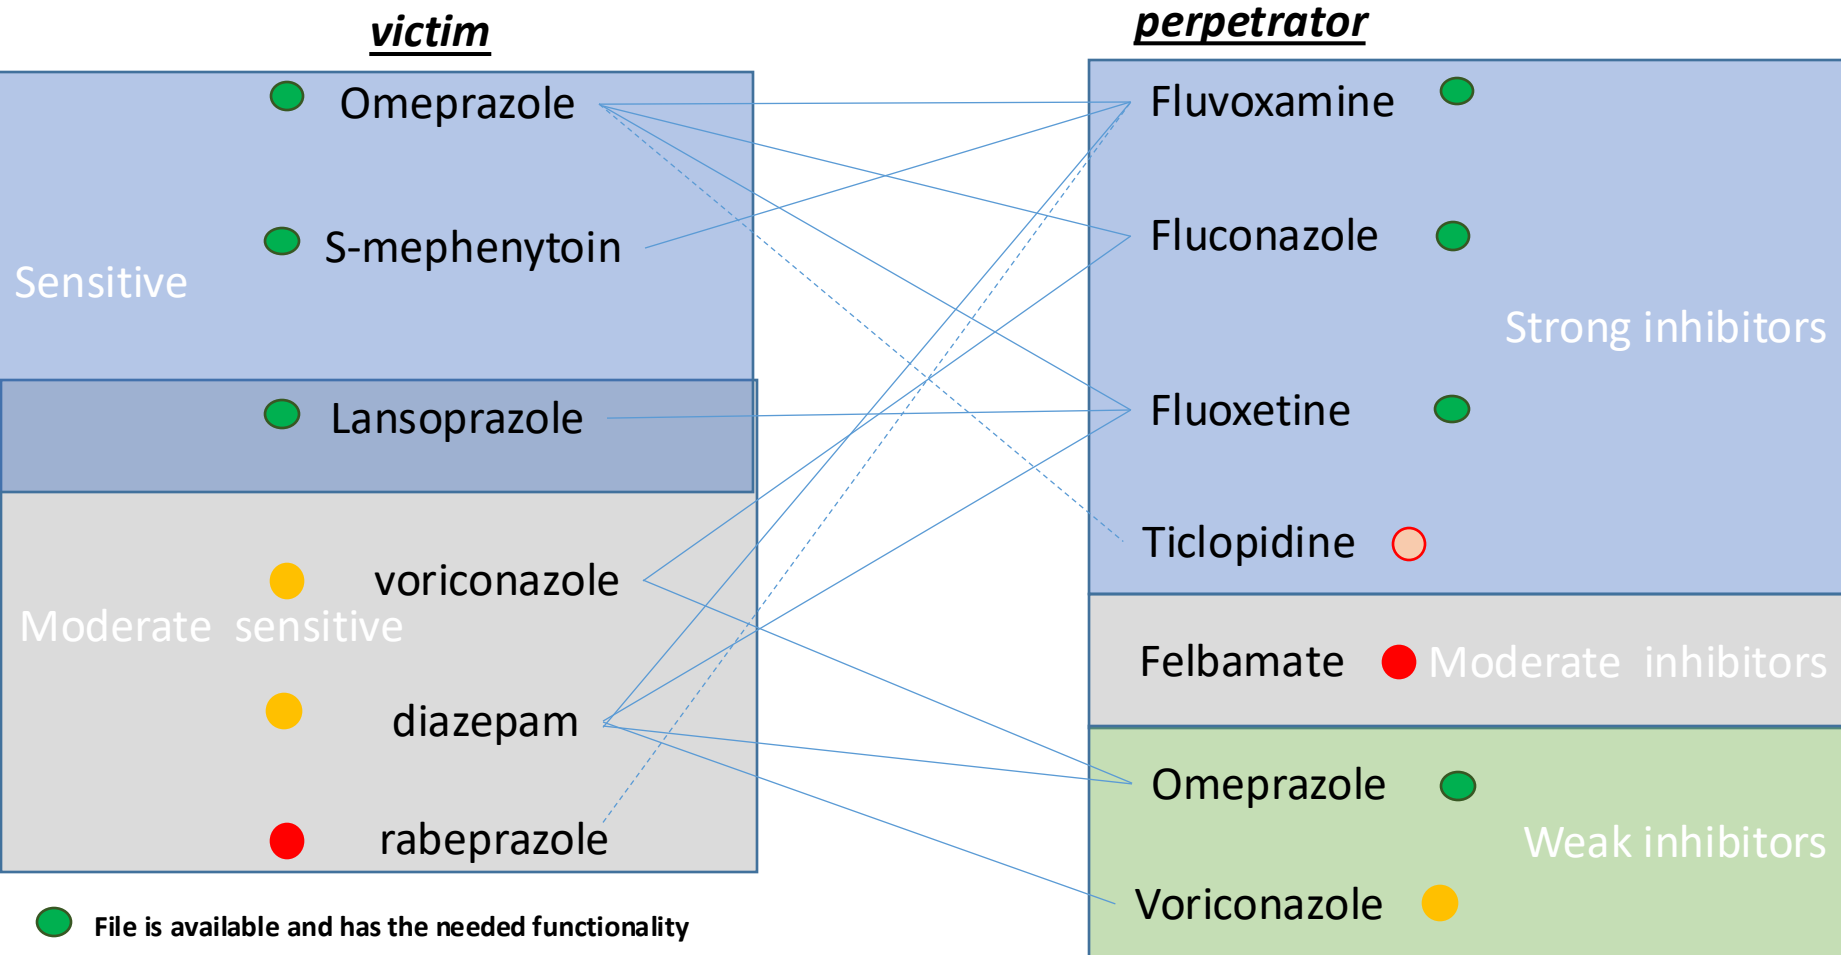 victim
perpetrator
Omeprazole
S-mephenytoin
Sensitive
Lansoprazole
voriconazole
Moderate sensitive
diazepam
rabeprazole
File is available and has the needed functionality
Fluvoxamine
Fluconazole
Strong inhibitors
Fluoxetine
Ticlopidine
Felbamate
Moderate inhibitors
Omeprazole
Weak inhibitors
Voriconazole